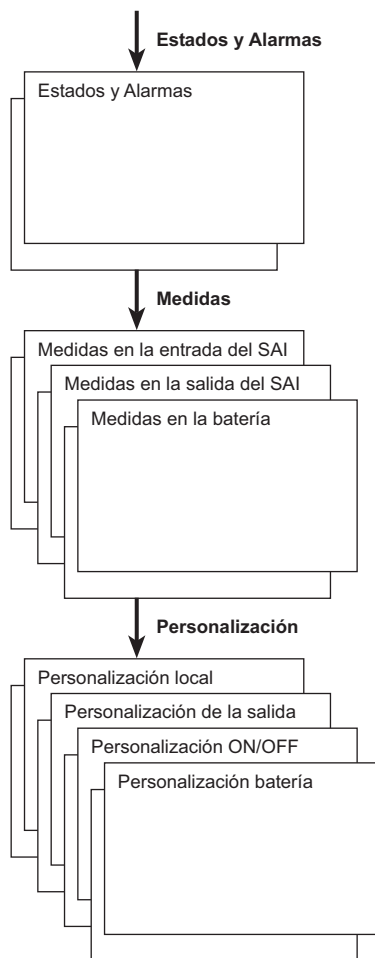 Estados y Alarmas
Estados y Alarmas
Medidas
Medidas en la entrada del SAI
Medidas en la salida del SAI
Medidas en la batería
Personalización
Personalización local
Personalización de la salida
Personalización ON/OFF
Personalización batería